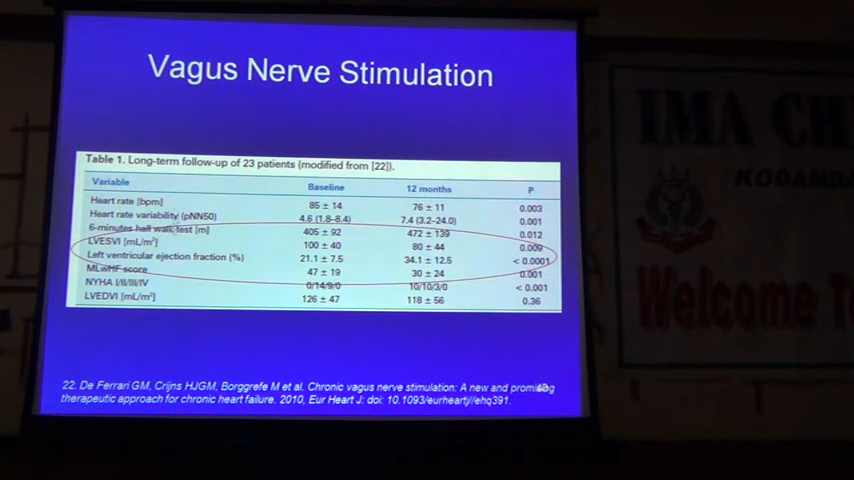 Vagus Nerve Stimulation
Table 1. Long-term follow-up of 23 patients (modified from [22]).
Variable Baseline 12 months P
Heart rate [bpm] 85 ± 14 76 ± 11 0.003
Heart rate variability (pNN50) 4.6 (1.8–8.4) 7.4 (3.2–24.0) 0.001
6-minutes hall walk test [m] 405 ± 92 472 ± 139 0.012
LVESVI [mL/m²] 100 ± 40 80 ± 44 0.009
Left ventricular ejection fraction (%) 21.1 ± 7.5 34.1 ± 12.5 < 0.0001
MLwHF score 47 ± 19 30 ± 24 0.001
NYHA I/II/III/IV 0/14/9/0 10/10/3/0 < 0.001
LVEDVI [mL/m²] 126 ± 47 118 ± 56 0.36
22. De Ferrari GM, Crijns HJGM, Borggrefe M et al. Chronic vagus nerve stimulation: A new and promising
therapeutic approach for chronic heart failure. 2010, Eur Heart J: doi: 10.1093/eurheartj/ehq391.
IMA CH
KODAMBA
Welcome To